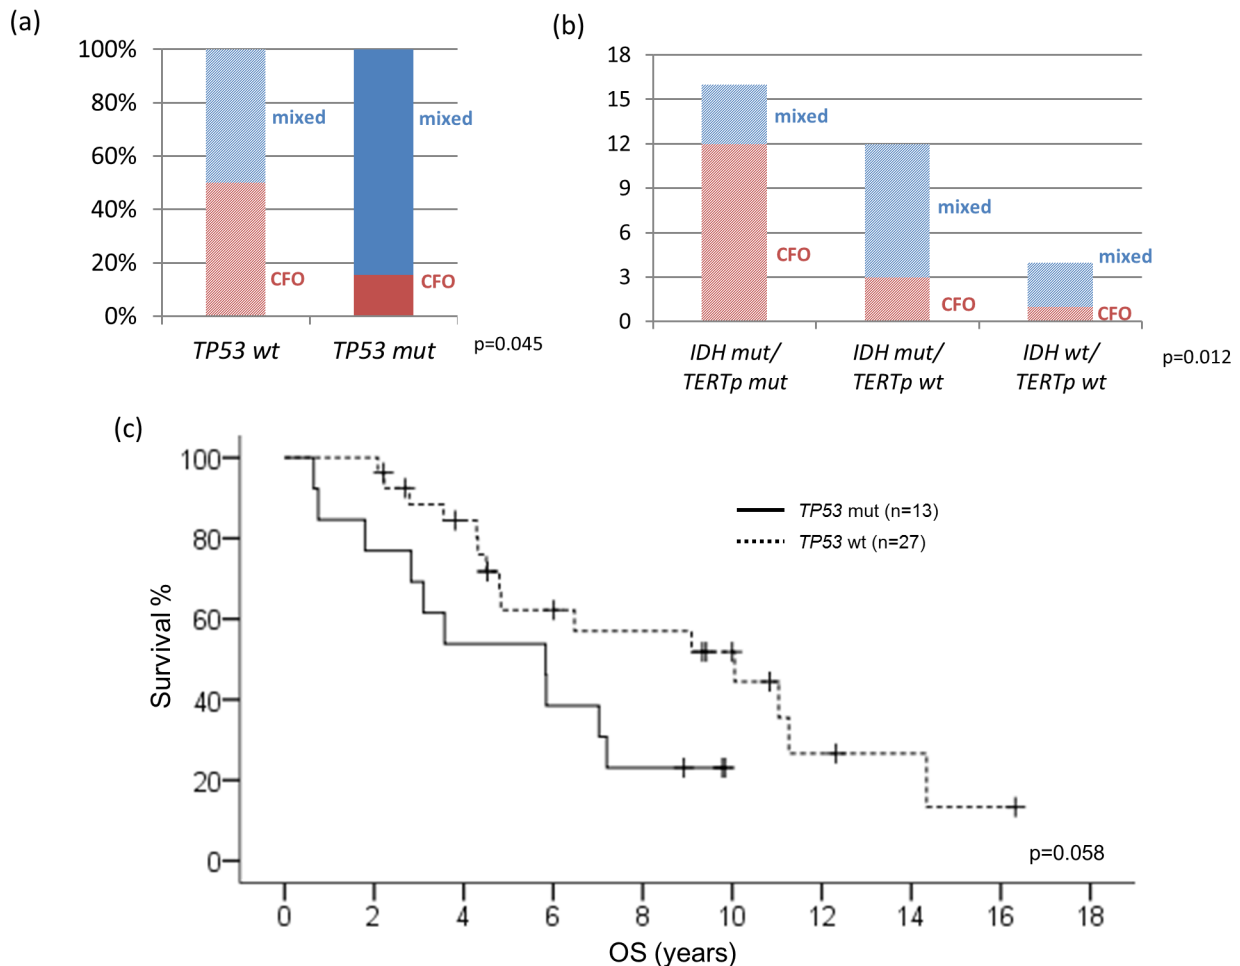 (a)
100%
80%
60%
40%
20%
0%
mixed
CFO
mixed
CFO
TP53 wt
TP53 mut
p=0.045
(b)
18
15
12
9
6
3
0
mixed
CFO
mixed
CFO
mixed
CFO
IDH mut/
TERTp mut
IDH mut/
TERTp wt
IDH wt/
TERTp wt
p=0.012
(c)
Survival %
100
80
60
40
20
0
TP53 mut (n=13)
TP53 wt (n=27)
p=0.058
0 2 4 6 8 10 12 14 16 18
OS (years)